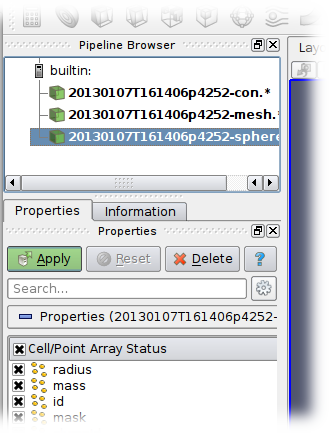 Pipeline Browser
Layo
builtin:
20130107T161406p4252-con.*
20130107T161406p4252-mesh.*
20130107T161406p4252-sphere
Properties
Information
Properties
Apply
Reset
Delete
?
Search...
Properties (20130107T161406p4252-
Cell/Point Array Status
radius
mass
id
mask